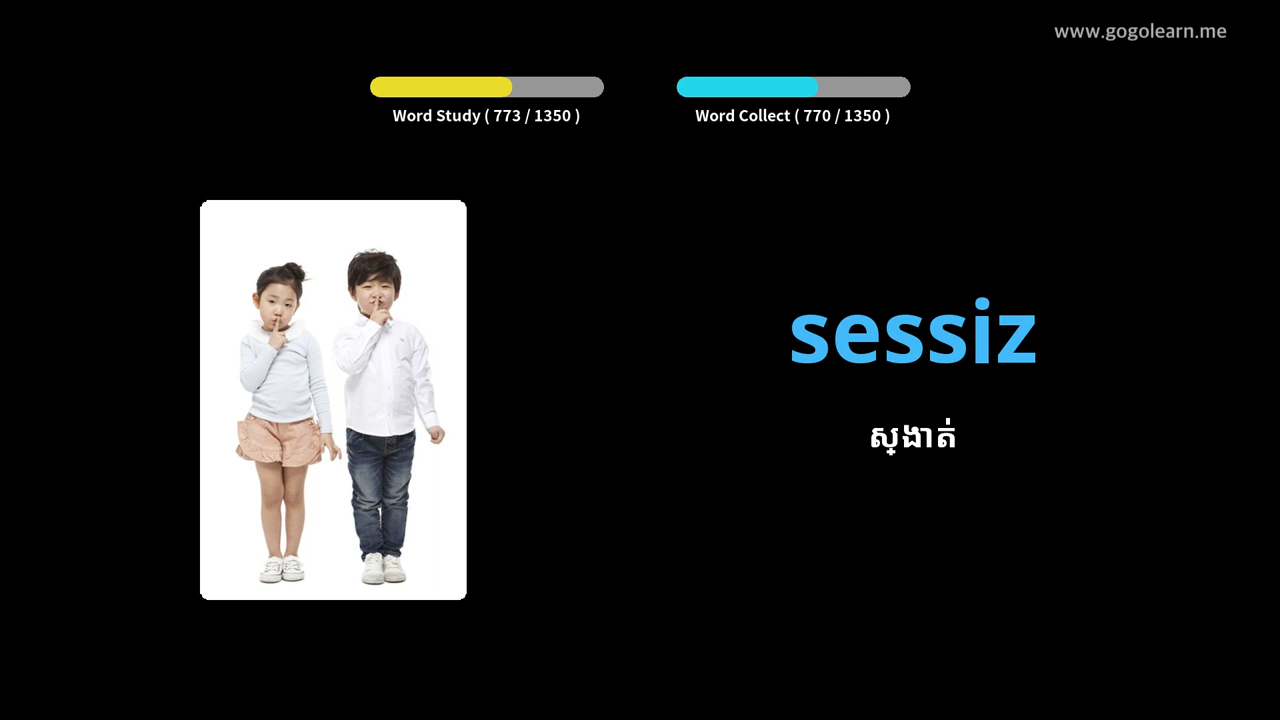 www.gogolearn.me
Word Study ( 773 / 1350 )
Word Collect ( 770 / 1350 )
sessiz
ស្ងាត់